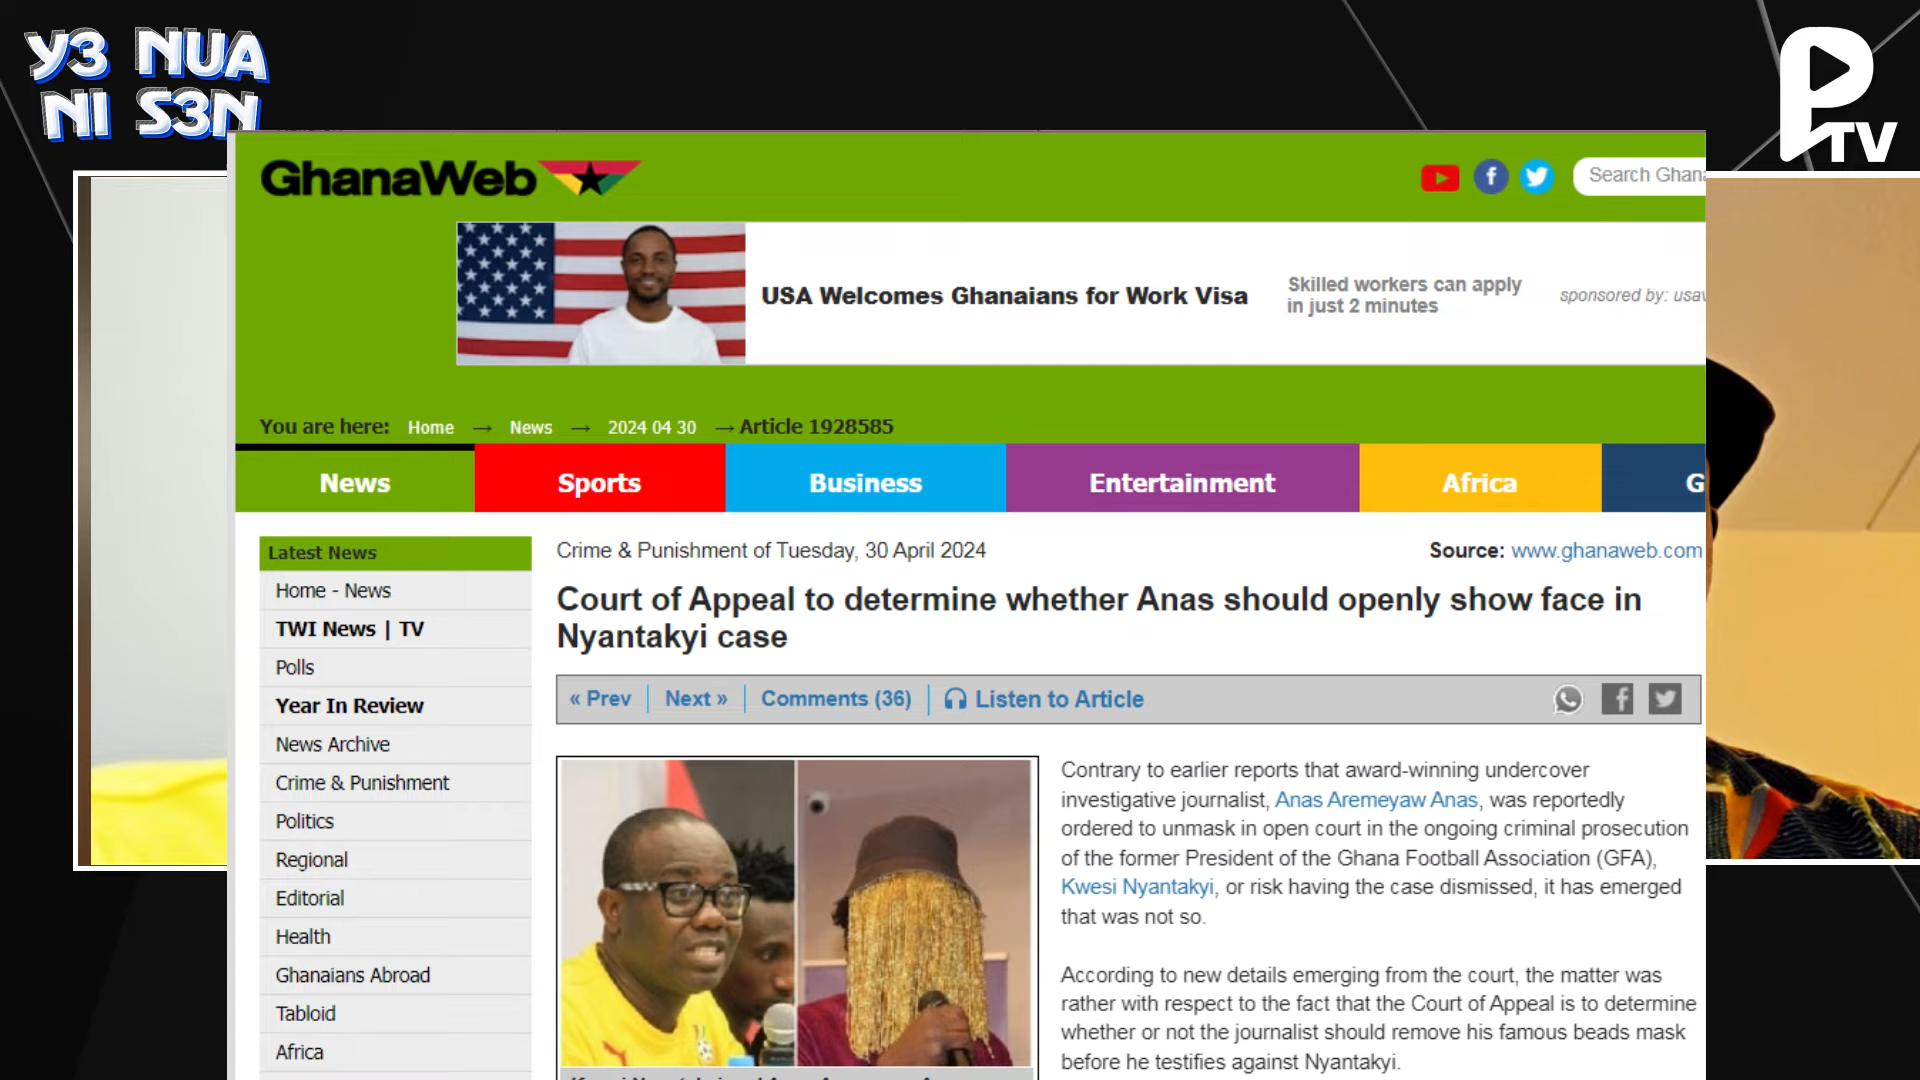 Y3 NUA
NI S3N
TV
GhanaWeb
Search Ghana
USA Welcomes Ghanaians for Work Visa
Skilled workers can apply
in just 2 minutes
sponsored by:
You are here: Home → News → 2024 04 30 → Article 1928585
News Sports Business Entertainment Africa G
Latest News
Home - News
TWI News | TV
Polls
Year In Review
News Archive
Crime & Punishment
Politics
Regional
Editorial
Health
Ghanaians Abroad
Tabloid
Africa
Crime & Punishment of Tuesday, 30 April 2024
Source: www.ghanaweb.com
Court of Appeal to determine whether Anas should openly show face in
Nyantakyi case
« Prev Next » Comments (36) Listen to Article
Contrary to earlier reports that award-winning undercover
investigative journalist, Anas Aremeyaw Anas, was reportedly
ordered to unmask in open court in the ongoing criminal prosecution
of the former President of the Ghana Football Association (GFA),
Kwesi Nyantakyi, or risk having the case dismissed, it has emerged
that was not so.
According to new details emerging from the court, the matter was
rather with respect to the fact that the Court of Appeal is to determine
whether or not the journalist should remove his famous beads mask
before he testifies against Nyantakyi.